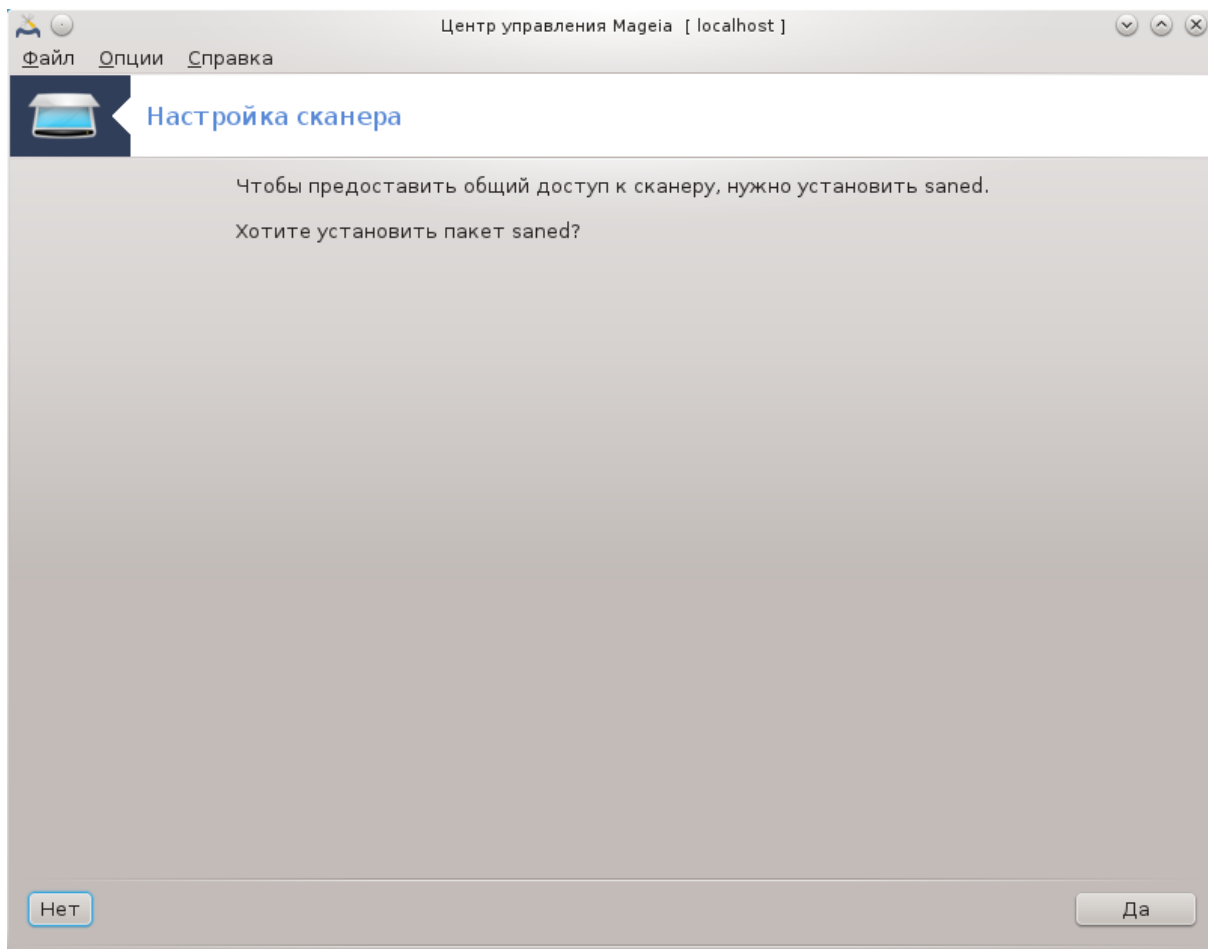 Центр управления Mageia [ localhost ]
Файл Опции Справка
Настройка сканера
Чтобы предоставить общий доступ к сканеру, нужно установить saned.
Хотите установить пакет saned?
Нет Да